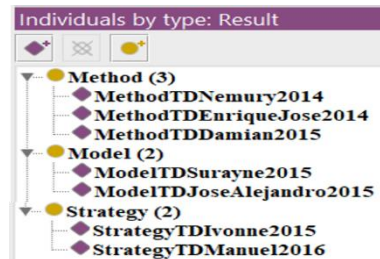 Individuals by type: Result
Method (3)
MethodTDNemury2014
MethodTDEnriqueJose2014
MethodTDDamian2015
Model (2)
ModelTDSurayne2015
ModelTDJoseAlejandro2015
Strategy (2)
StrategyTDIvonne2015
StrategyTDManuel2016